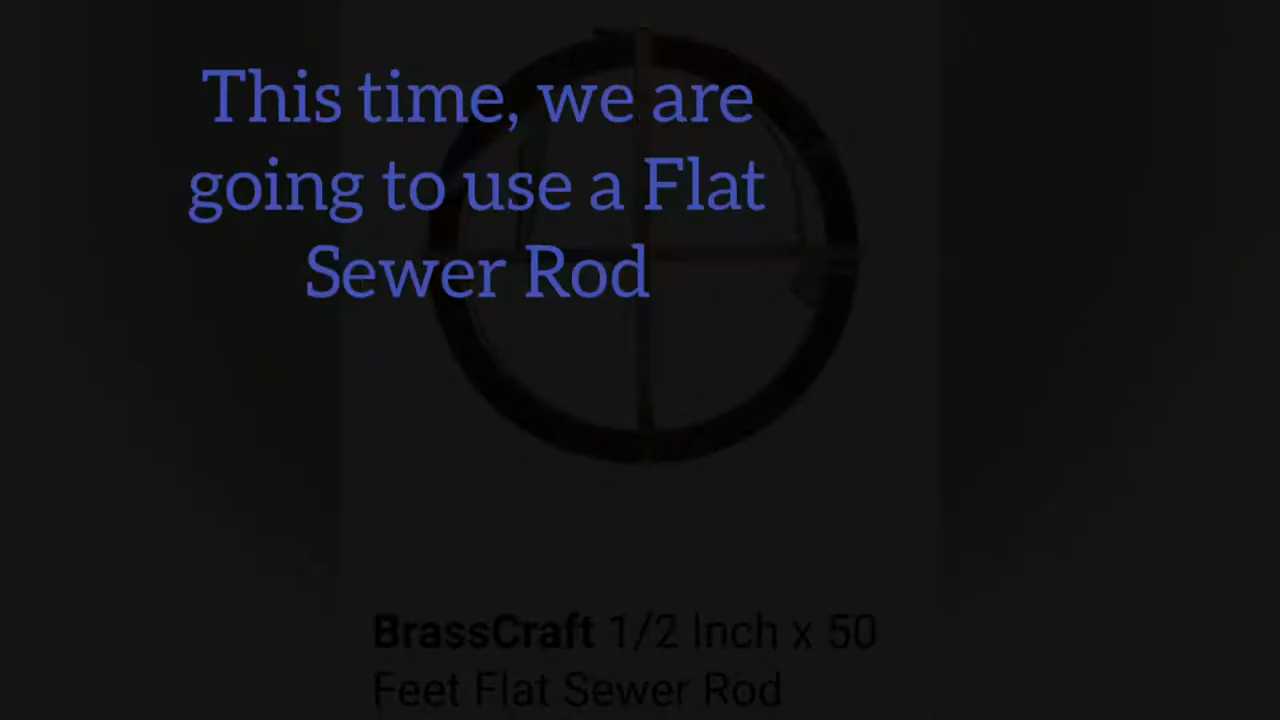 This time, we are
going to use a Flat
Sewer Rod
BrassCraft 1/2 Inch x 50
Feet Flat Sewer Rod